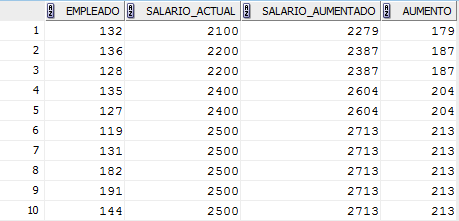 EMPLEADO SALARIO_ACTUAL SALARIO_AUMENTADO AUMENTO
1 132 2100 2279 179
2 136 2200 2387 187
3 128 2200 2387 187
4 135 2400 2604 204
5 127 2400 2604 204
6 119 2500 2713 213
7 131 2500 2713 213
8 182 2500 2713 213
9 191 2500 2713 213
10 144 2500 2713 213